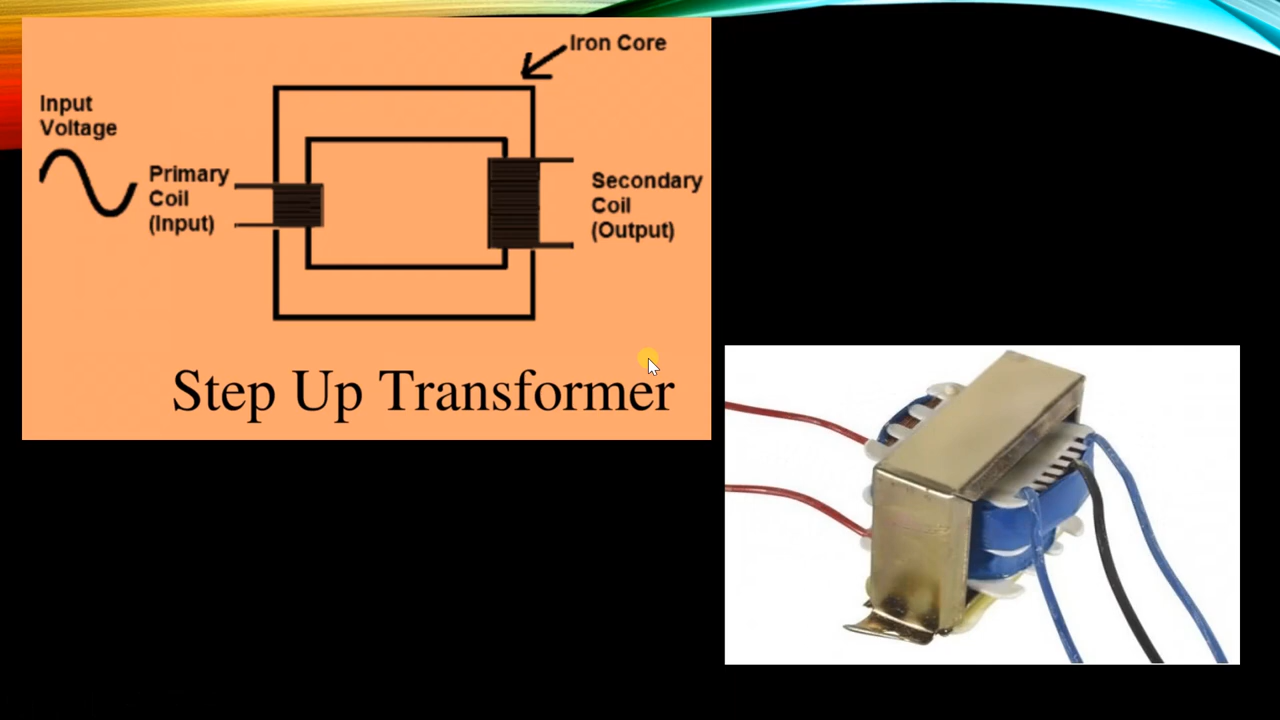 Iron Core
Input
Voltage
Primary
Coil
(Input)
Secondary
Coil
(Output)
Step Up Transformer